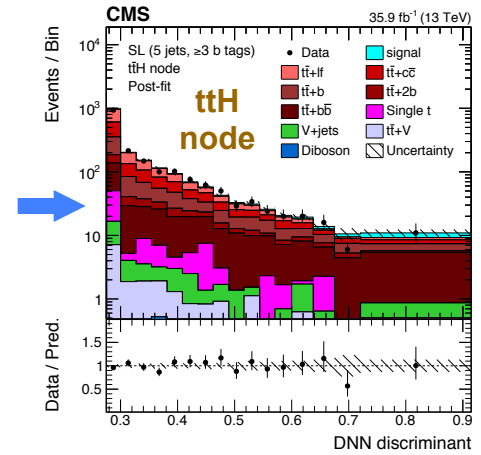 CMS
35.9 fb⁻¹ (13 TeV)
Events / Bin
10⁴
10³
10²
10
1
SL (5 jets, ≥3 b tags)
tt̄H node
Post-fit
ttH
node
Data
signal
tt̄+lf
tt̄+cc̄
tt̄+b
tt̄+2b
tt̄+bb̄
Single t
V+jets
tt̄+V
Diboson
Uncertainty
Data / Pred.
1.5
1
0.5
0.3 0.4 0.5 0.6 0.7 0.8 0.9
DNN discriminant